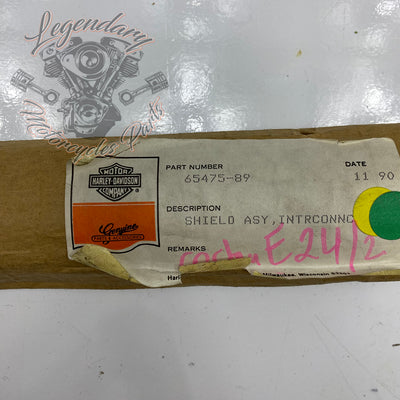 Legendary
Motorcycles Parts
PART NUMBER
65475-89
DATE
11 90
MOTOR
HARLEY-DAVIDSON
COMPANY
DESCRIPTION
SHIELD ASY, INTRCONNC
Genuine
REMARKS
E24/2
Milwaukee, Wisconsin